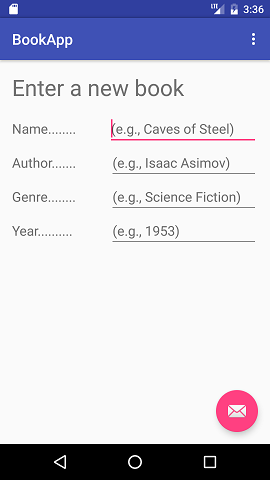 LTE 3:36
BookApp
Enter a new book
Name........ (e.g., Caves of Steel)
Author....... (e.g., Isaac Asimov)
Genre........ (e.g., Science Fiction)
Year.......... (e.g., 1953)